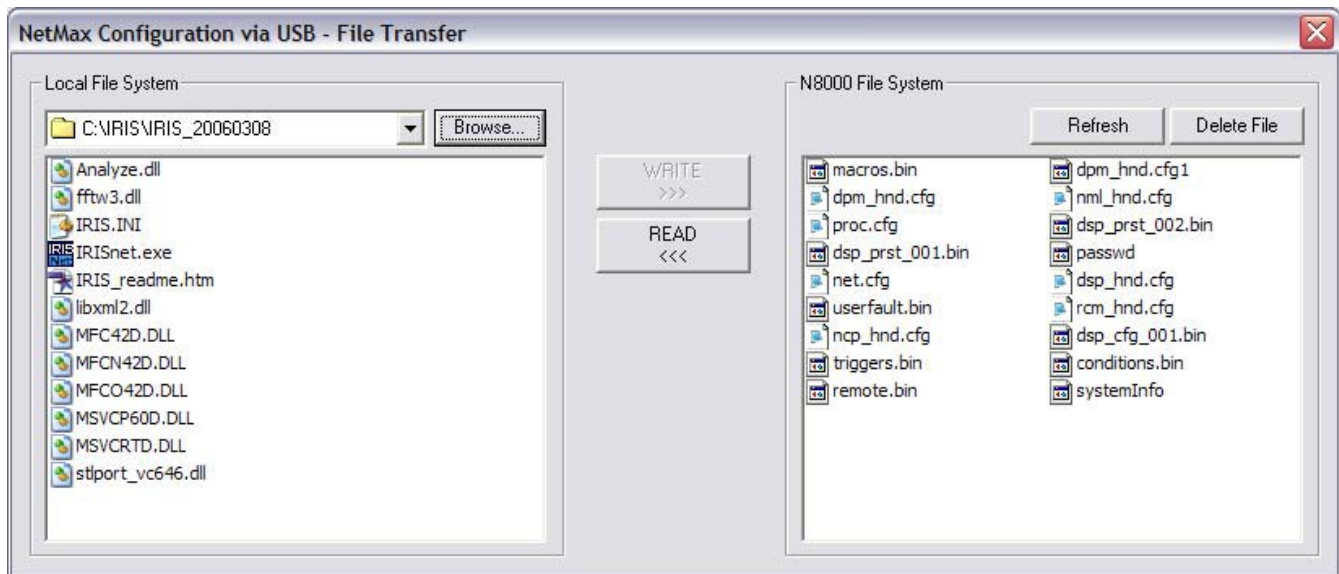 NetMax Configuration via USB - File Transfer
Local File System
C:\IRIS\IRIS_20060308
Browse...
Analyze.dll
fftw3.dll
IRIS.INI
IRISnet.exe
IRIS_readme.htm
libxml2.dll
MFC42D.DLL
MFCN42D.DLL
MFCO42D.DLL
MSVCP60D.DLL
MSVCRTD.DLL
stlport_vc646.dll
WRITE
>>>
READ
<<<
N8000 File System
Refresh
Delete File
macros.bin
dpm_hnd.cfg
proc.cfg
dsp_prst_001.bin
net.cfg
userfault.bin
ncp_hnd.cfg
triggers.bin
remote.bin
dpm_hnd.cfg1
nml_hnd.cfg
dsp_prst_002.bin
passwd
dsp_hnd.cfg
rcm_hnd.cfg
dsp_cfg_001.bin
conditions.bin
systemInfo